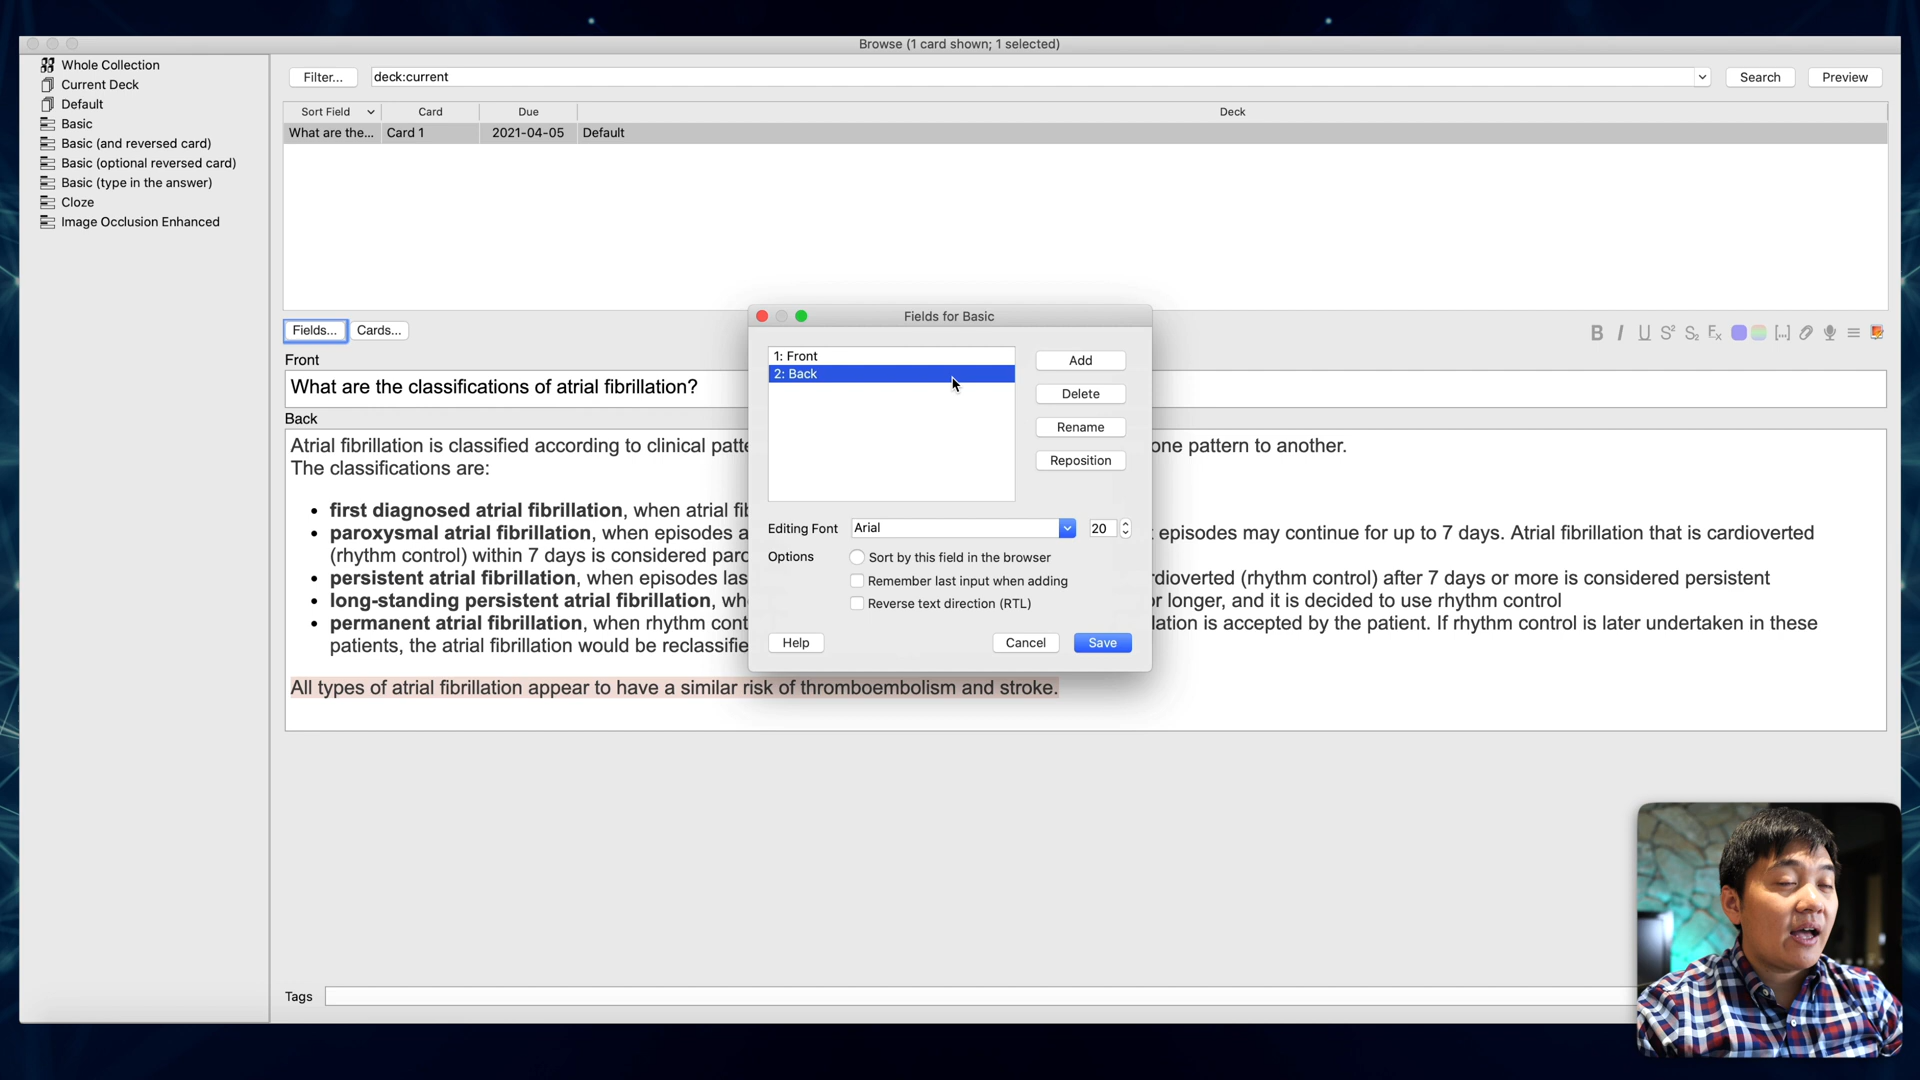 Browse (1 card shown; 1 selected)
Whole Collection
Current Deck
Default
Basic
Basic (and reversed card)
Basic (optional reversed card)
Basic (type in the answer)
Cloze
Image Occlusion Enhanced
Filter...
deck:current
Search
Preview
Sort Field
Card
Due
Deck
What are the...
Card 1
2021-04-05
Default
Fields...
Cards...
B I U S² S₂ Ex [...]
Front
What are the classifications of atrial fibrillation?
Back
Atrial fibrillation is classified according to clinical one pattern to another.
The classifications are:
• first diagnosed atrial fibrillation, when atrial
• paroxysmal atrial fibrillation, when episodes episodes may continue for up to 7 days. Atrial fibrillation that is cardioverted
(rhythm control) within 7 days is considered
• persistent atrial fibrillation, when episodes (rhythm control) after 7 days or more is considered persistent
• long-standing persistent atrial fibrillation, or longer, and it is decided to use rhythm control
• permanent atrial fibrillation, when rhythm is accepted by the patient. If rhythm control is later undertaken in these
patients, the atrial fibrillation would be
All types of atrial fibrillation appear to have a similar risk of thromboembolism and stroke.
Tags
Fields for Basic
1: Front
2: Back
Add
Delete
Rename
Reposition
Editing Font
Arial
20
Options
Sort by this field in the browser
Remember last input when adding
Reverse text direction (RTL)
Help
Cancel
Save